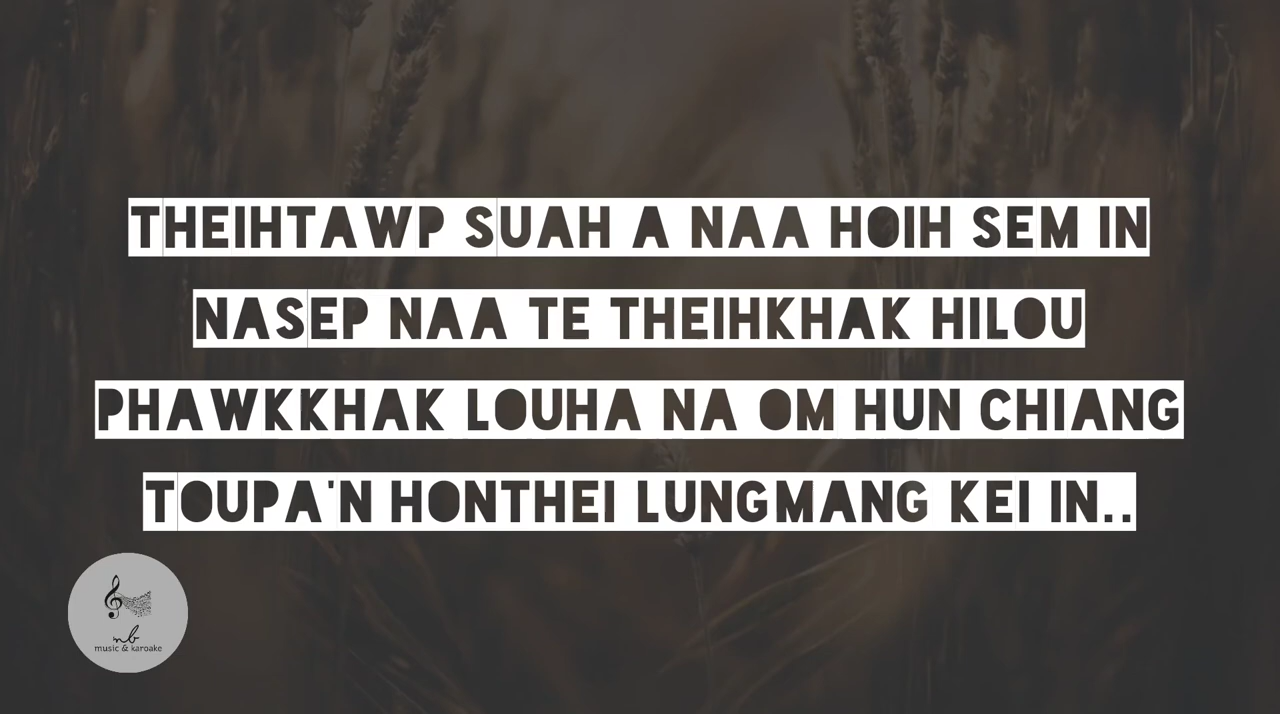 THEIHTAWP SUAH A NAA HOIH SEM IN
NASEP NAA TE THEIHKHAK HILOU
PHAWKKHAK LOUHA NA OM HUN CHIANG
TOUPA'N HONTHEI LUNGMANG KEI IN..
nb
music & karoake